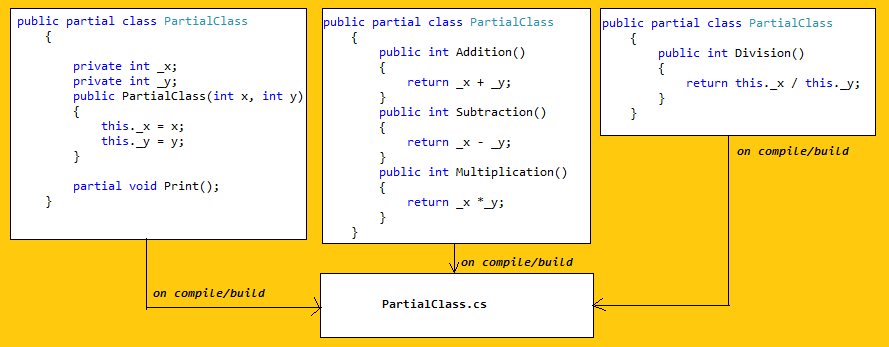 public partial class PartialClass
{
private int _x;
private int _y;
public PartialClass(int x, int y)
{
this._x = x;
this._y = y;
}
partial void Print();
}
public partial class PartialClass
{
public int Addition()
{
return _x + _y;
}
public int Subtraction()
{
return _x - _y;
}
public int Multiplication()
{
return _x *_y;
}
}
public partial class PartialClass
{
public int Division()
{
return this._x / this._y;
}
}
on compile/build
on compile/build
on compile/build
PartialClass.cs